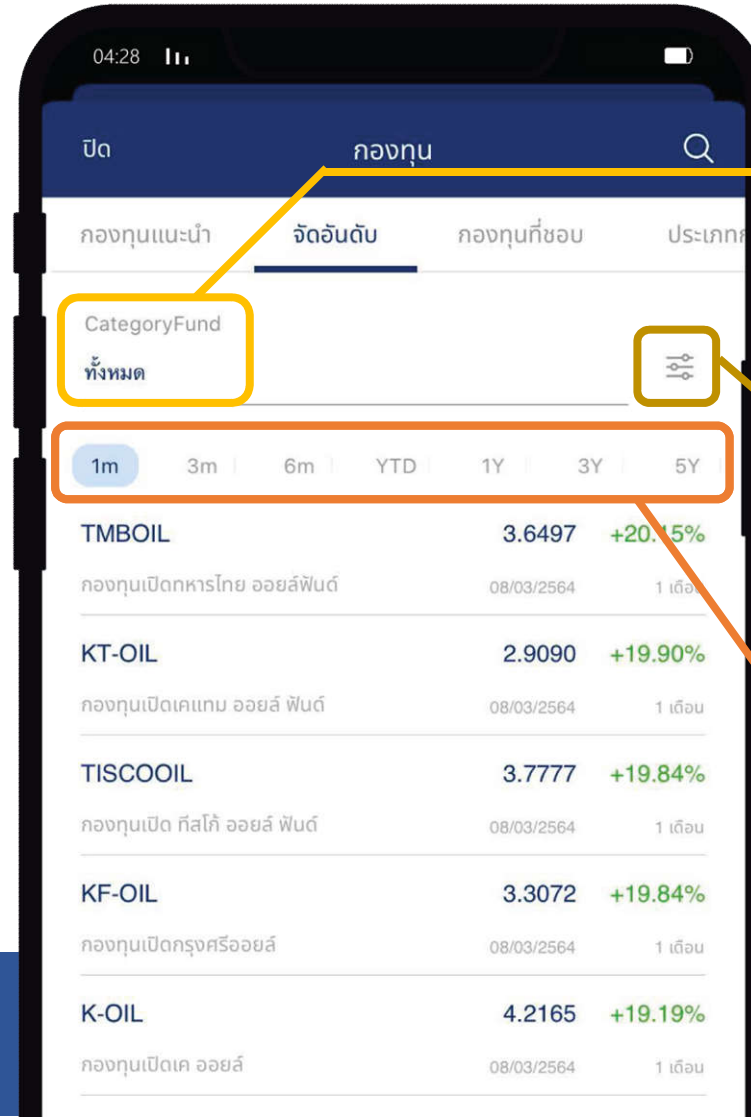 04:28
ปิด กองทุน
กองทุนแนะนำ จัดอันดับ กองทุนที่ชอบ
CategoryFund
ทั้งหมด
1m 3m 6m YTD 1Y 3Y 5Y
TMBOIL 3.6497 +20.15%
กองทุนเปิดทหารไทย ออยล์ฟันด์ 08/03/2564 1 เดือน
KT-OIL 2.9090 +19.90%
กองทุนเปิดเคแทม ออยล์ ฟันด์ 08/03/2564 1 เดือน
TISCOOIL 3.7777 +19.84%
กองทุนเปิด ทิสโก้ ออยล์ ฟันด์ 08/03/2564 1 เดือน
KF-OIL 3.3072 +19.84%
กองทุนเปิดกรุงศรีออยล์ 08/03/2564 1 เดือน
K-OIL 4.2165 +19.19%
กองทุนเปิดเค ออยล์ 08/03/2564 1 เดือน